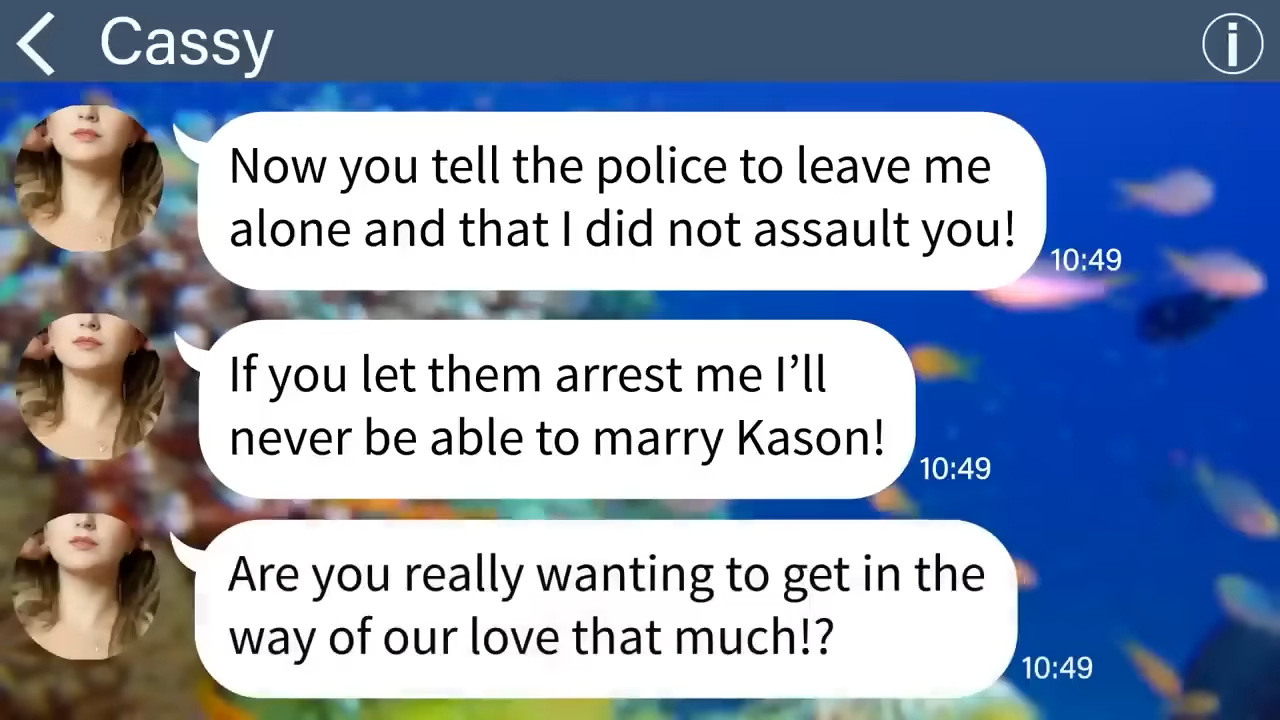 Cassy
Now you tell the police to leave me
alone and that I did not assault you!
10:49
If you let them arrest me I’ll
never be able to marry Kason!
10:49
Are you really wanting to get in the
way of our love that much!?
10:49